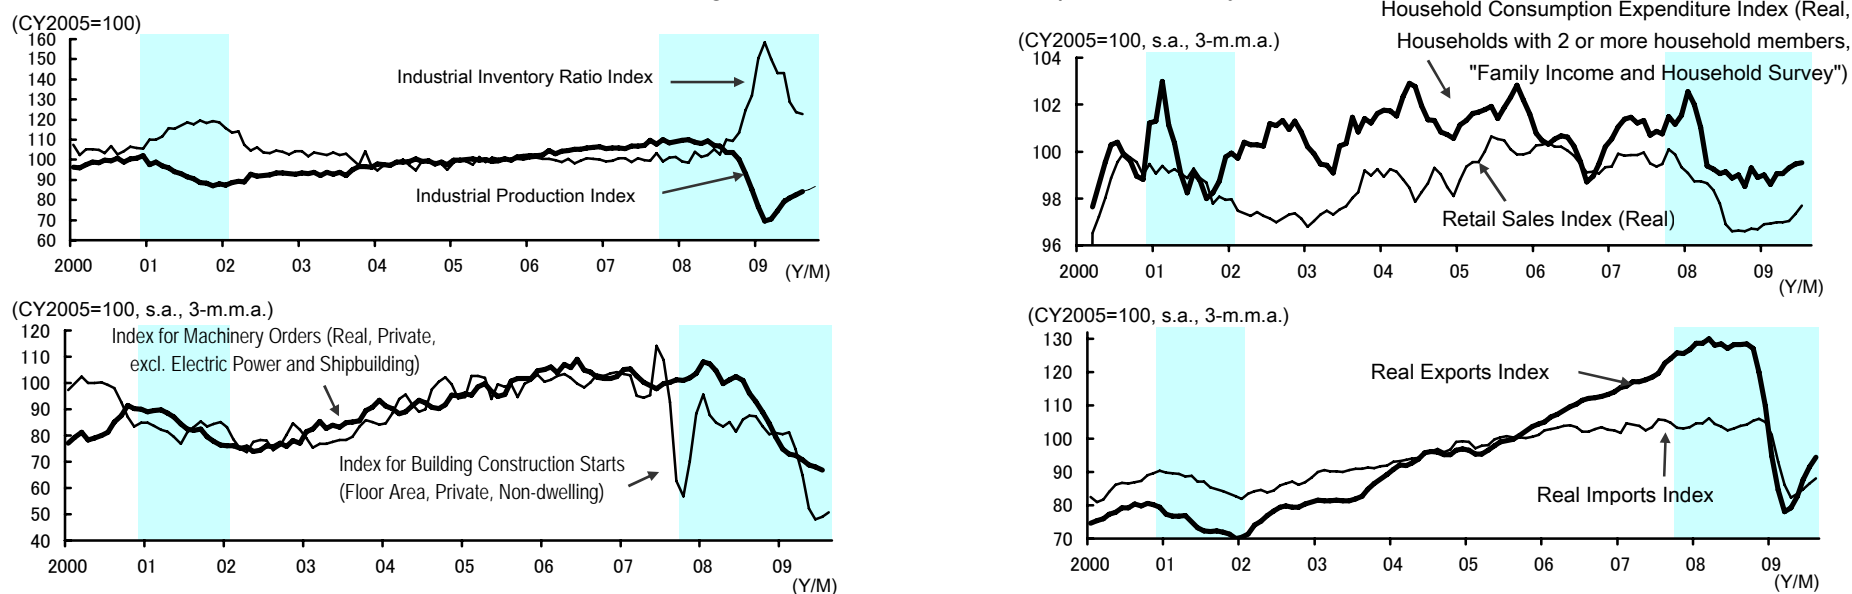 (CY2005=100)
160
150
140
130
120
110
100
90
80
70
60
Industrial Inventory Ratio Index
Industrial Production Index
2000 01 02 03 04 05 06 07 08 09
(Y/M)
Household Consumption Expenditure Index (Real,
Households with 2 or more household members,
"Family Income and Household Survey")
(CY2005=100, s.a., 3-m.m.a.)
104
102
100
98
96
Retail Sales Index (Real)
2000 01 02 03 04 05 06 07 08 09
(Y/M)
(CY2005=100, s.a., 3-m.m.a.)
120
110
100
90
80
70
60
50
40
Index for Machinery Orders (Real, Private,
excl. Electric Power and Shipbuilding)
Index for Building Construction Starts
(Floor Area, Private, Non-dwelling)
2000 01 02 03 04 05 06 07 08 09
(Y/M)
(CY2005=100, s.a., 3-m.m.a.)
130
120
110
100
90
80
70
Real Exports Index
Real Imports Index
2000 01 02 03 04 05 06 07 08 09
(Y/M)